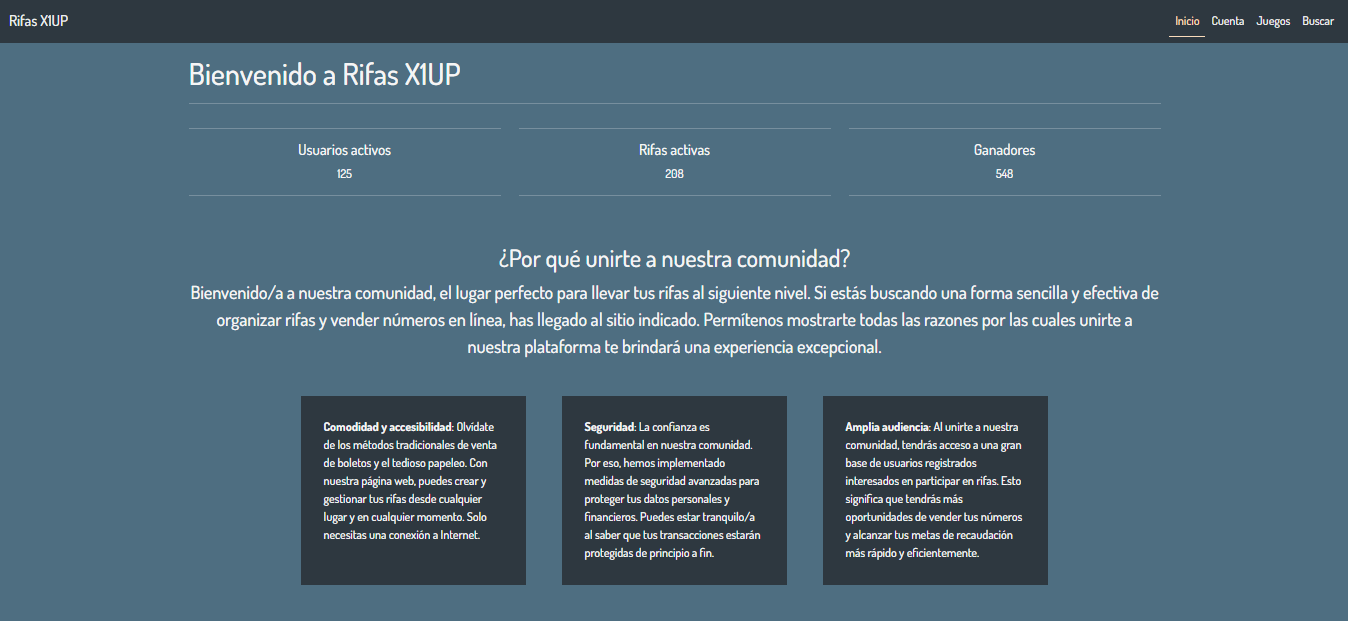 Rifas X1UP
Inicio Cuenta Juegos Buscar
Bienvenido a Rifas X1UP
Usuarios activos
125
Rifas activas
208
Ganadores
548
¿Por qué unirte a nuestra comunidad?
Bienvenido/a a nuestra comunidad, el lugar perfecto para llevar tus rifas al siguiente nivel. Si estás buscando una forma sencilla y efectiva de
organizar rifas y vender números en línea, has llegado al sitio indicado. Permítenos mostrarte todas las razones por las cuales unirte a
nuestra plataforma te brindará una experiencia excepcional.
Comodidad y accesibilidad: Olvídate
de los métodos tradicionales de venta
de boletos y el tedioso papeleo. Con
nuestra página web, puedes crear y
gestionar tus rifas desde cualquier
lugar y en cualquier momento. Solo
necesitas una conexión a Internet.
Seguridad: La confianza es
fundamental en nuestra comunidad.
Por eso, hemos implementado
medidas de seguridad avanzadas para
proteger tus datos personales y
financieros. Puedes estar tranquilo/a
al saber que tus transacciones estarán
protegidas de principio a fin.
Amplia audiencia: Al unirte a nuestra
comunidad, tendrás acceso a una gran
base de usuarios registrados
interesados en participar en rifas. Esto
significa que tendrás más
oportunidades de vender tus números
y alcanzar tus metas de recaudación
más rápido y eficientemente.